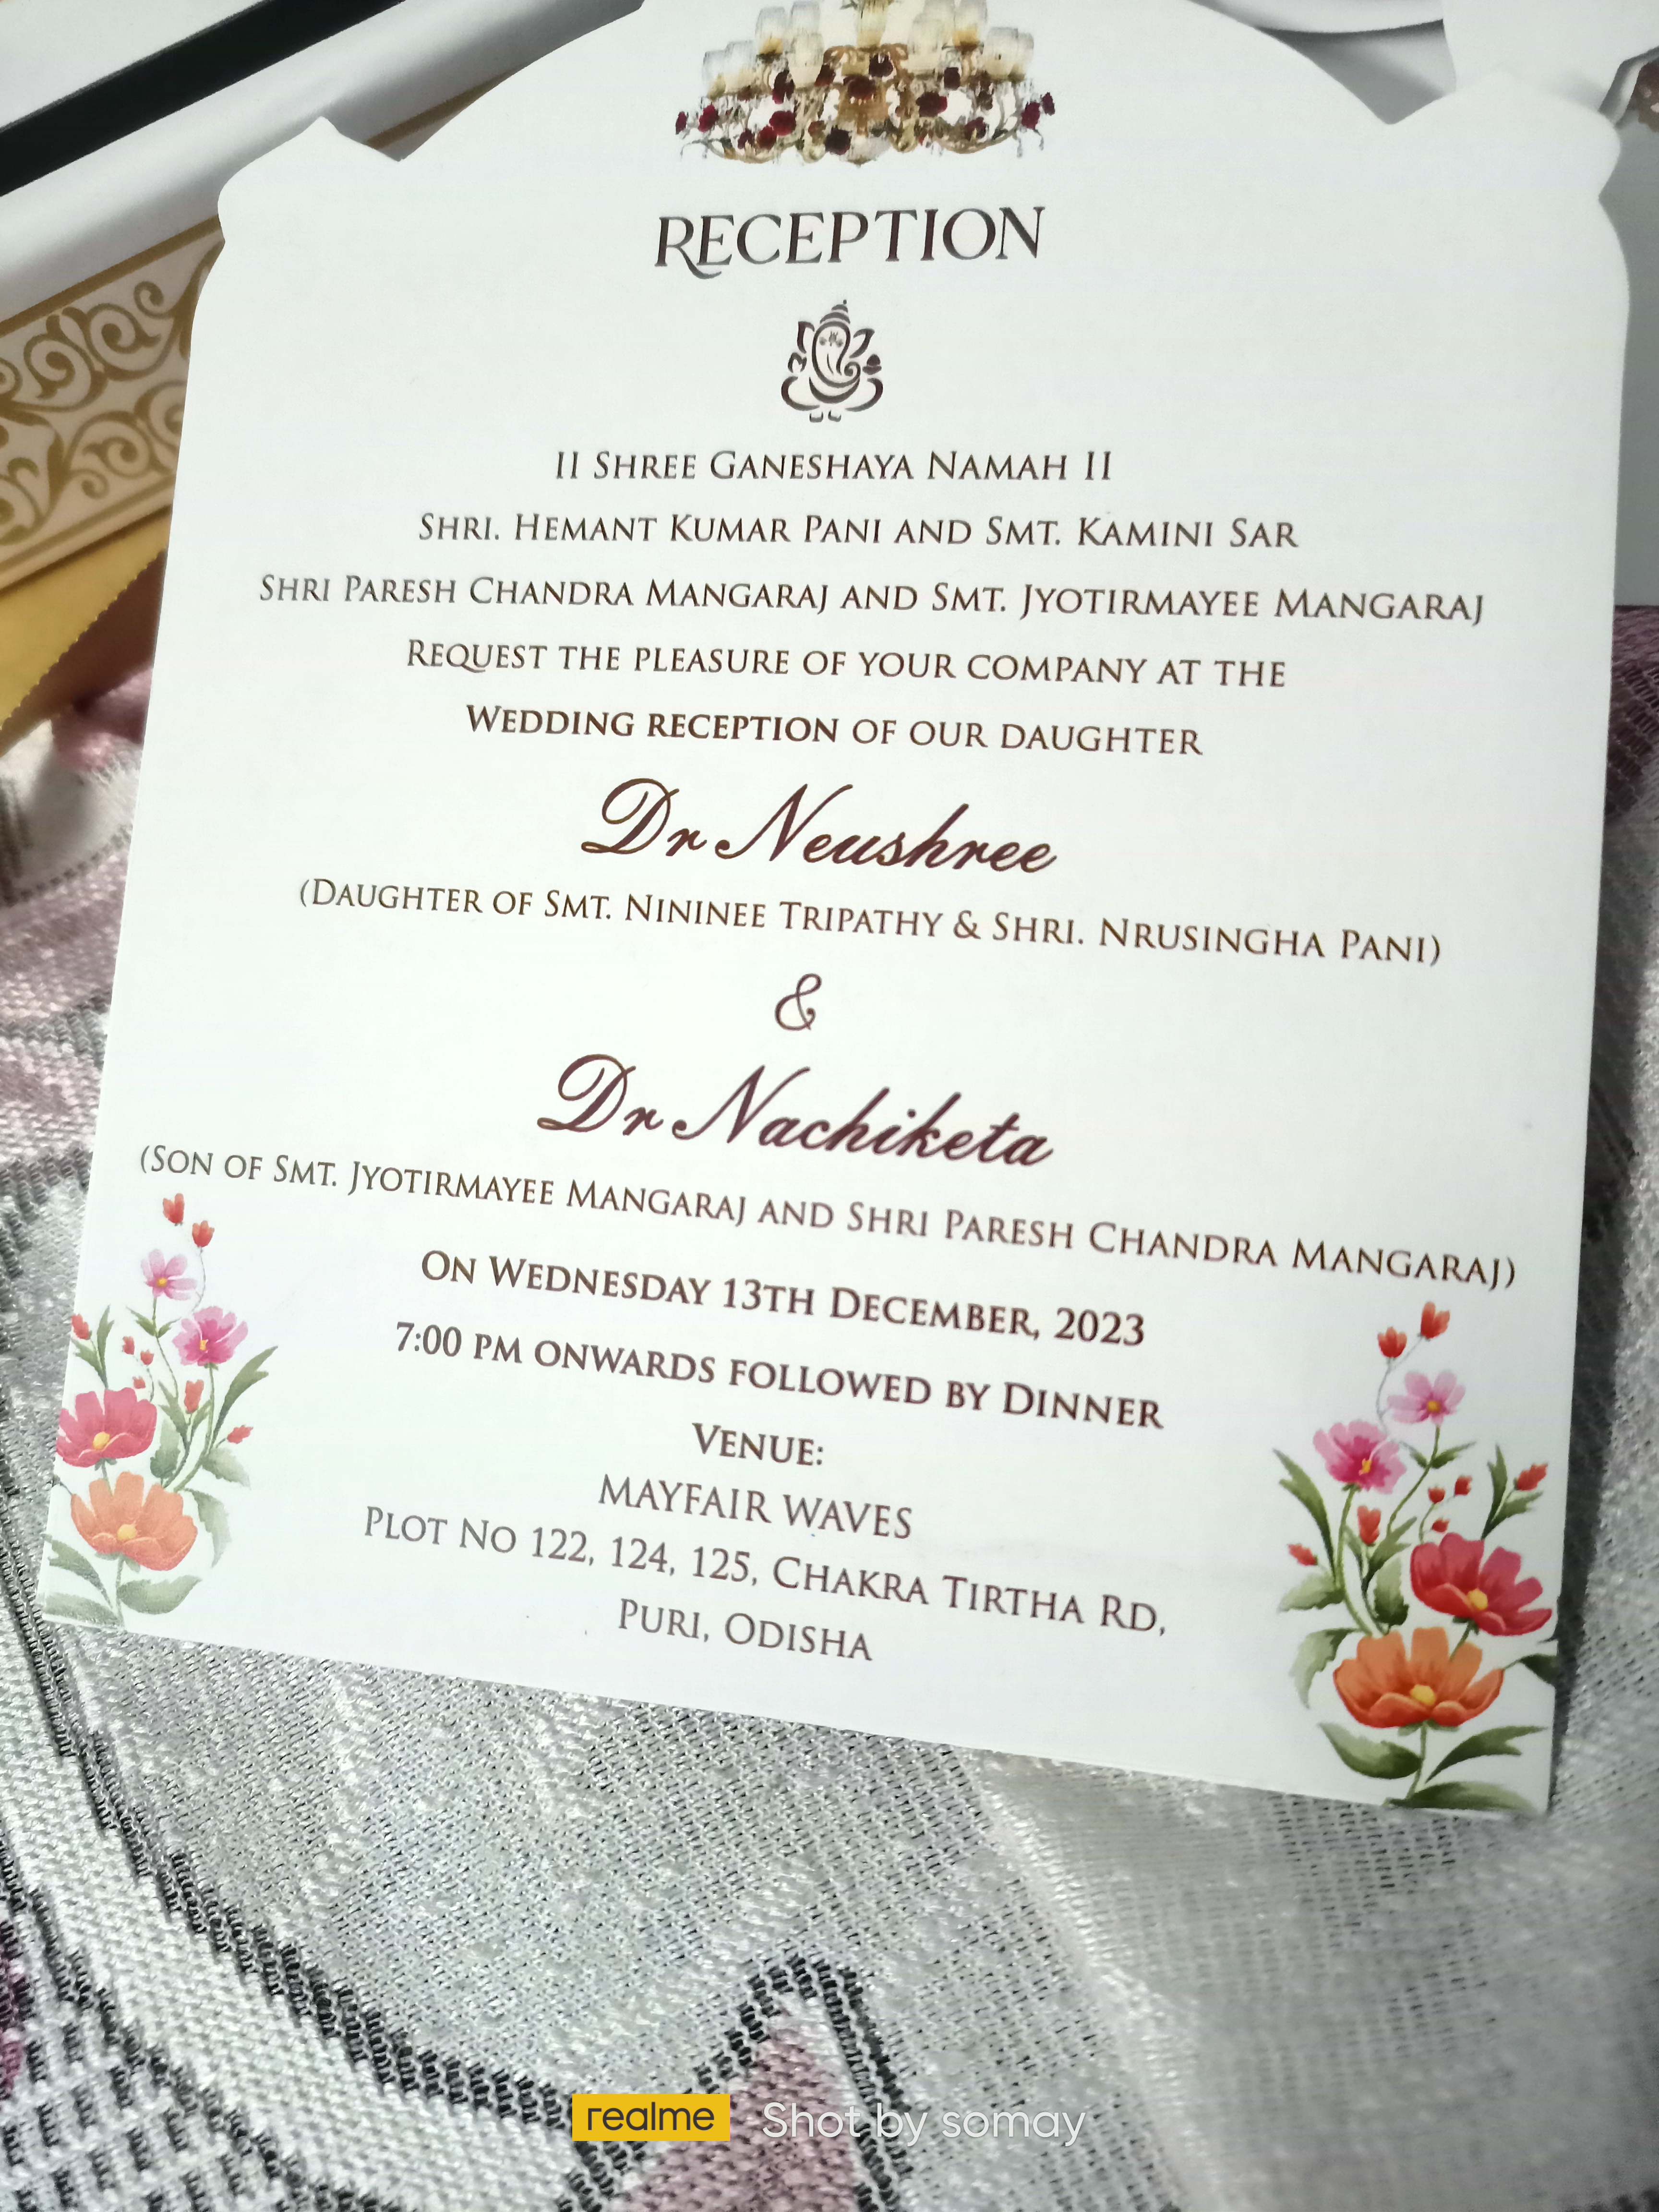 RECEPTION
II SHREE GANESHAYA NAMAH II
SHRI. HEMANT KUMAR PANI AND SMT. KAMINI SAR
SHRI PARESH CHANDRA MANGARAJ AND SMT. JYOTIRMAYEE MANGARAJ
REQUEST THE PLEASURE OF YOUR COMPANY AT THE
WEDDING RECEPTION OF OUR DAUGHTER
Dr Neushree
(DAUGHTER OF SMT. NININEE TRIPATHY & SHRI. NRUSINGHA PANI)
&
Dr Nachiketa
(SON OF SMT. JYOTIRMAYEE MANGARAJ AND SHRI PARESH CHANDRA MANGARAJ)
ON WEDNESDAY 13TH DECEMBER, 2023
7:00 PM ONWARDS FOLLOWED BY DINNER
VENUE:
MAYFAIR WAVES
PLOT NO 122, 124, 125, CHAKRA TIRTHA RD,
PURI, ODISHA
realme Shot by somay